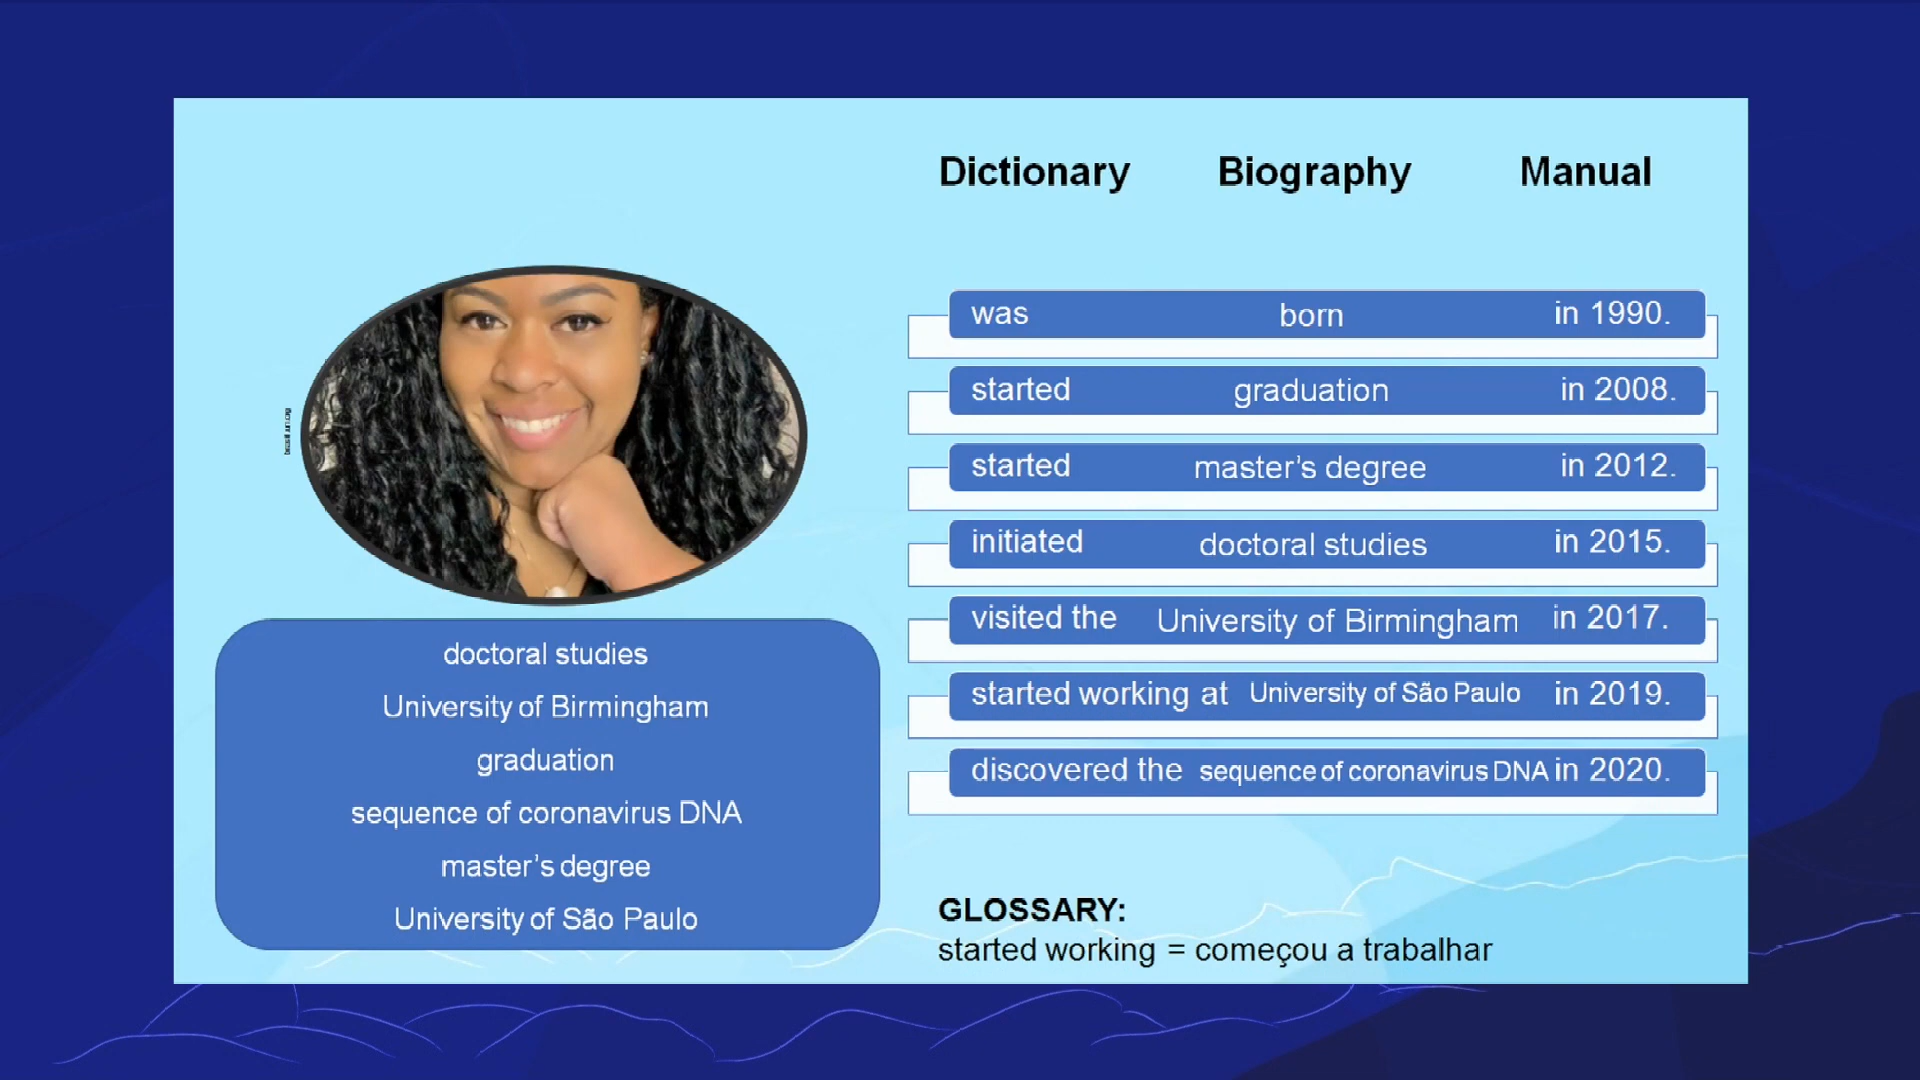 Dictionary Biography Manual
was born in 1990.
started graduation in 2008.
started master's degree in 2012.
initiated doctoral studies in 2015.
visited the University of Birmingham in 2017.
started working at University of São Paulo in 2019.
discovered the sequence of coronavirus DNA in 2020.
doctoral studies
University of Birmingham
graduation
sequence of coronavirus DNA
master's degree
University of São Paulo
GLOSSARY:
started working = começou a trabalhar